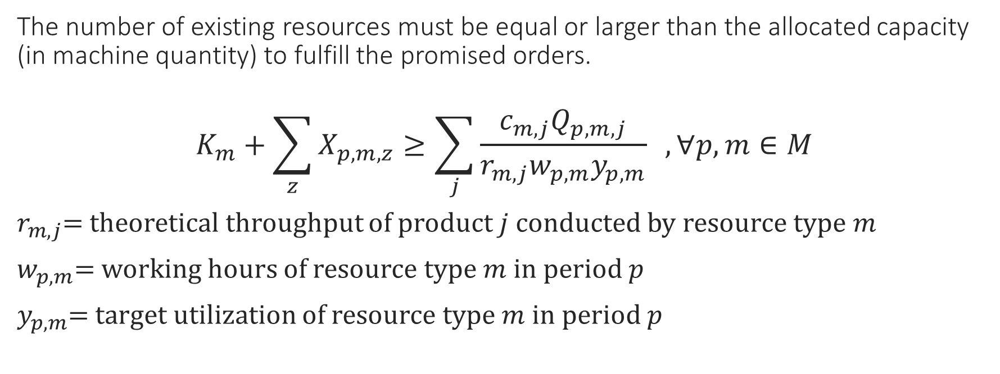 The number of existing resources must be equal or larger than the allocated capacity
(in machine quantity) to fulfill the promised orders.
$K_m + \sum_z X_{p,m,z} \geq \sum_j \frac{c_{m,j} Q_{p,m,j}}{r_{m,j} w_{p,m} y_{p,m}} , \forall p, m \in M$
$r_{m,j}$= theoretical throughput of product $j$ conducted by resource type $m$
$w_{p,m}$= working hours of resource type $m$ in period $p$
$y_{p,m}$= target utilization of resource type $m$ in period $p$